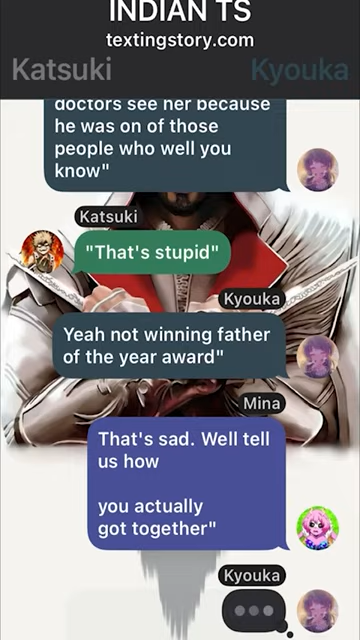 INDIAN TS
textingstory.com
Katsuki Kyouka
doctors see her because
he was on of those
people who well you
know"
Katsuki
"That's stupid"
Kyouka
Yeah not winning father
of the year award"
Mina
That's sad. Well tell
us how
you actually
got together"
Kyouka